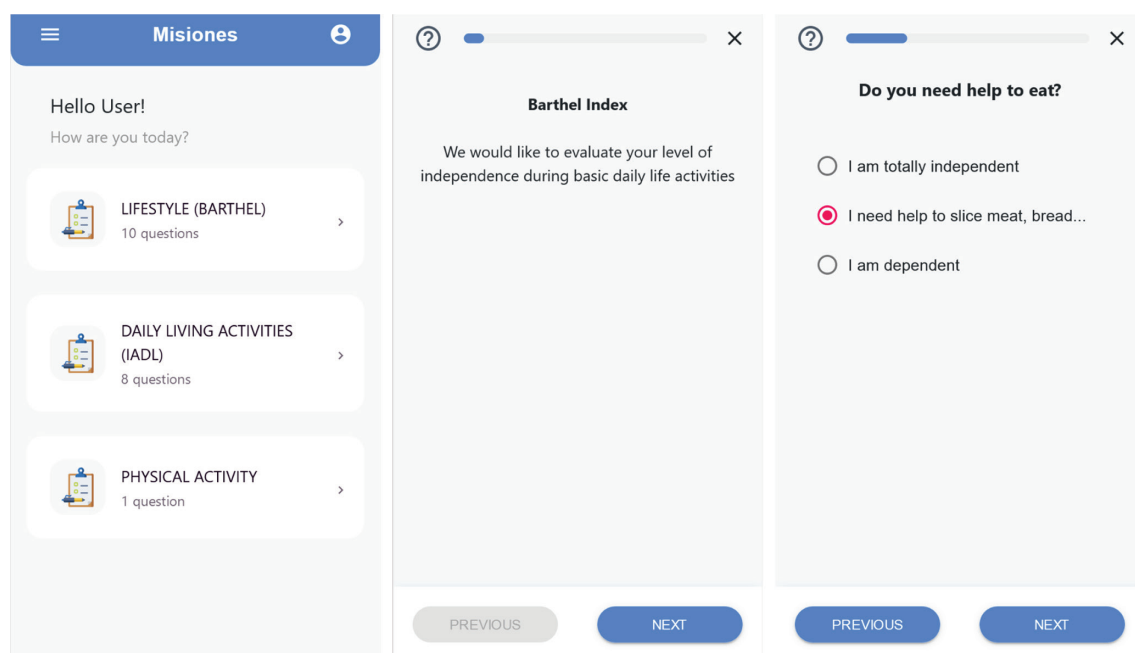 Misiones
Hello User!
How are you today?
LIFESTYLE (BARTHEL)
10 questions
DAILY LIVING ACTIVITIES
(IADL)
8 questions
PHYSICAL ACTIVITY
1 question
?
Barthel Index
We would like to evaluate your level of
independence during basic daily life activities
PREVIOUS
NEXT
?
Do you need help to eat?
I am totally independent
I need help to slice meat, bread...
I am dependent
PREVIOUS
NEXT